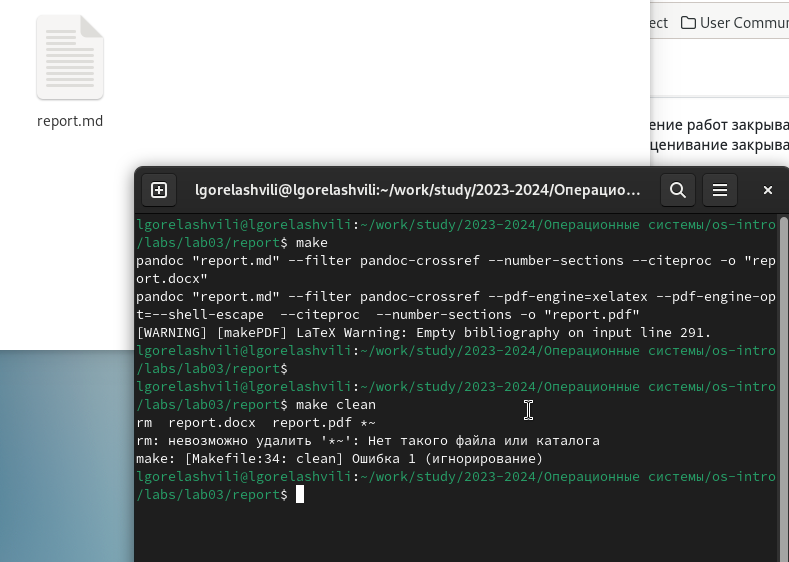 ect User Commu
report.md
ение работ закрыва
ценивание закрыва
lgorelashvili@lgorelashvili:~/work/study/2023-2024/Операцио...
lgorelashvili@lgorelashvili:~/work/study/2023-2024/Операционные системы/os-intro
/labs/lab03/report$ make
pandoc "report.md" --filter pandoc-crossref --number-sections --citeproc -o "rep
ort.docx"
pandoc "report.md" --filter pandoc-crossref --pdf-engine=xelatex --pdf-engine-op
t=--shell-escape  --citeproc  --number-sections -o "report.pdf"
[WARNING] [makePDF] LaTeX Warning: Empty bibliography on input line 291.
lgorelashvili@lgorelashvili:~/work/study/2023-2024/Операционные системы/os-intro
/labs/lab03/report$
lgorelashvili@lgorelashvili:~/work/study/2023-2024/Операционные системы/os-intro
/labs/lab03/report$ make clean
rm  report.docx  report.pdf *~
rm: невозможно удалить '*~': Нет такого файла или каталога
make: [Makefile:34: clean] Ошибка 1 (игнорирование)
lgorelashvili@lgorelashvili:~/work/study/2023-2024/Операционные системы/os-intro
/labs/lab03/report$